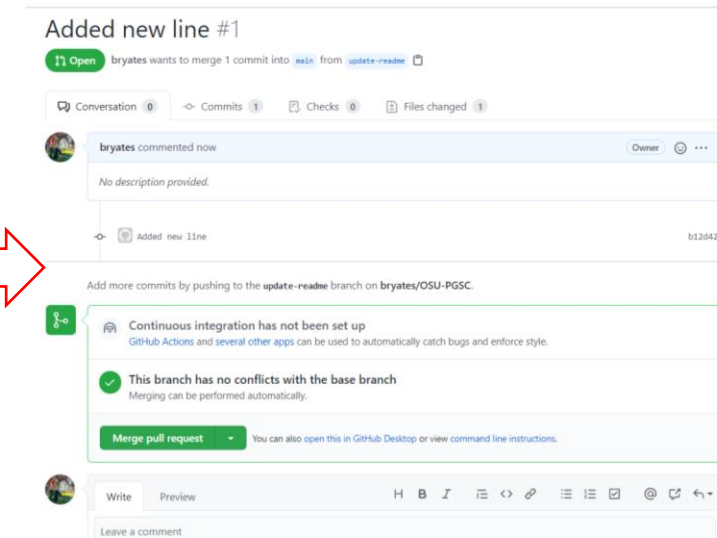 Added new line #1
Open bryates wants to merge 1 commit into main from update-readme
Conversation 0 Commits 1 Checks 0 Files changed 1
bryates commented now Owner
No description provided.
Added new line b12d42
Add more commits by pushing to the update-readme branch on bryates/OSU-PGSC.
Continuous integration has not been set up
GitHub Actions and several other apps can be used to automatically catch bugs and enforce style.
This branch has no conflicts with the base branch
Merging can be performed automatically.
Merge pull request You can also open this in GitHub Desktop or view command line instructions.
Write Preview H B I
Leave a comment